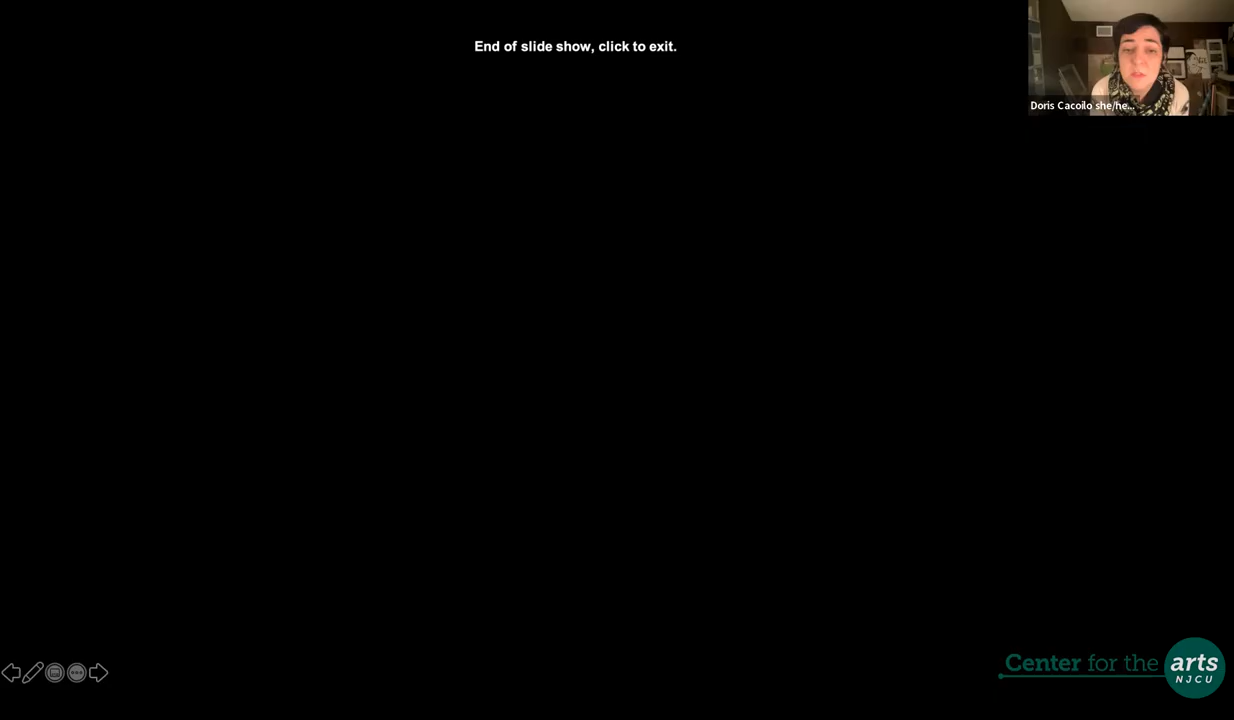 End of slide show, click to exit.
Doris Cacoilo she/he...
Center for the arts
NJCU